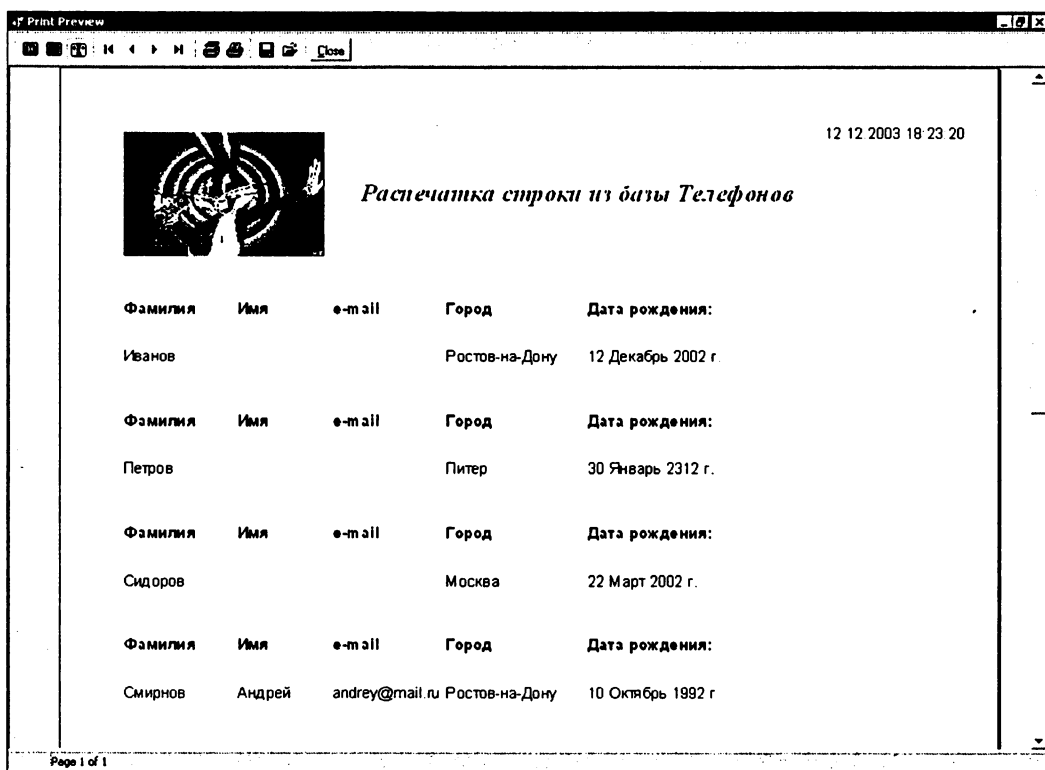 Print Preview
Close
12.12.2003 18:23:20
Распечатка строки из базы Телефонов
Фамилия Имя e-mail Город Дата рождения:
Иванов Ростов-на-Дону 12 Декабрь 2002 г.
Фамилия Имя e-mail Город Дата рождения:
Петров Питер 30 Январь 2312 г.
Фамилия Имя e-mail Город Дата рождения:
Сидоров Москва 22 Март 2002 г.
Фамилия Имя e-mail Город Дата рождения:
Смирнов Андрей andrey@mail.ru Ростов-на-Дону 10 Октябрь 1992 г
Page 1 of 1